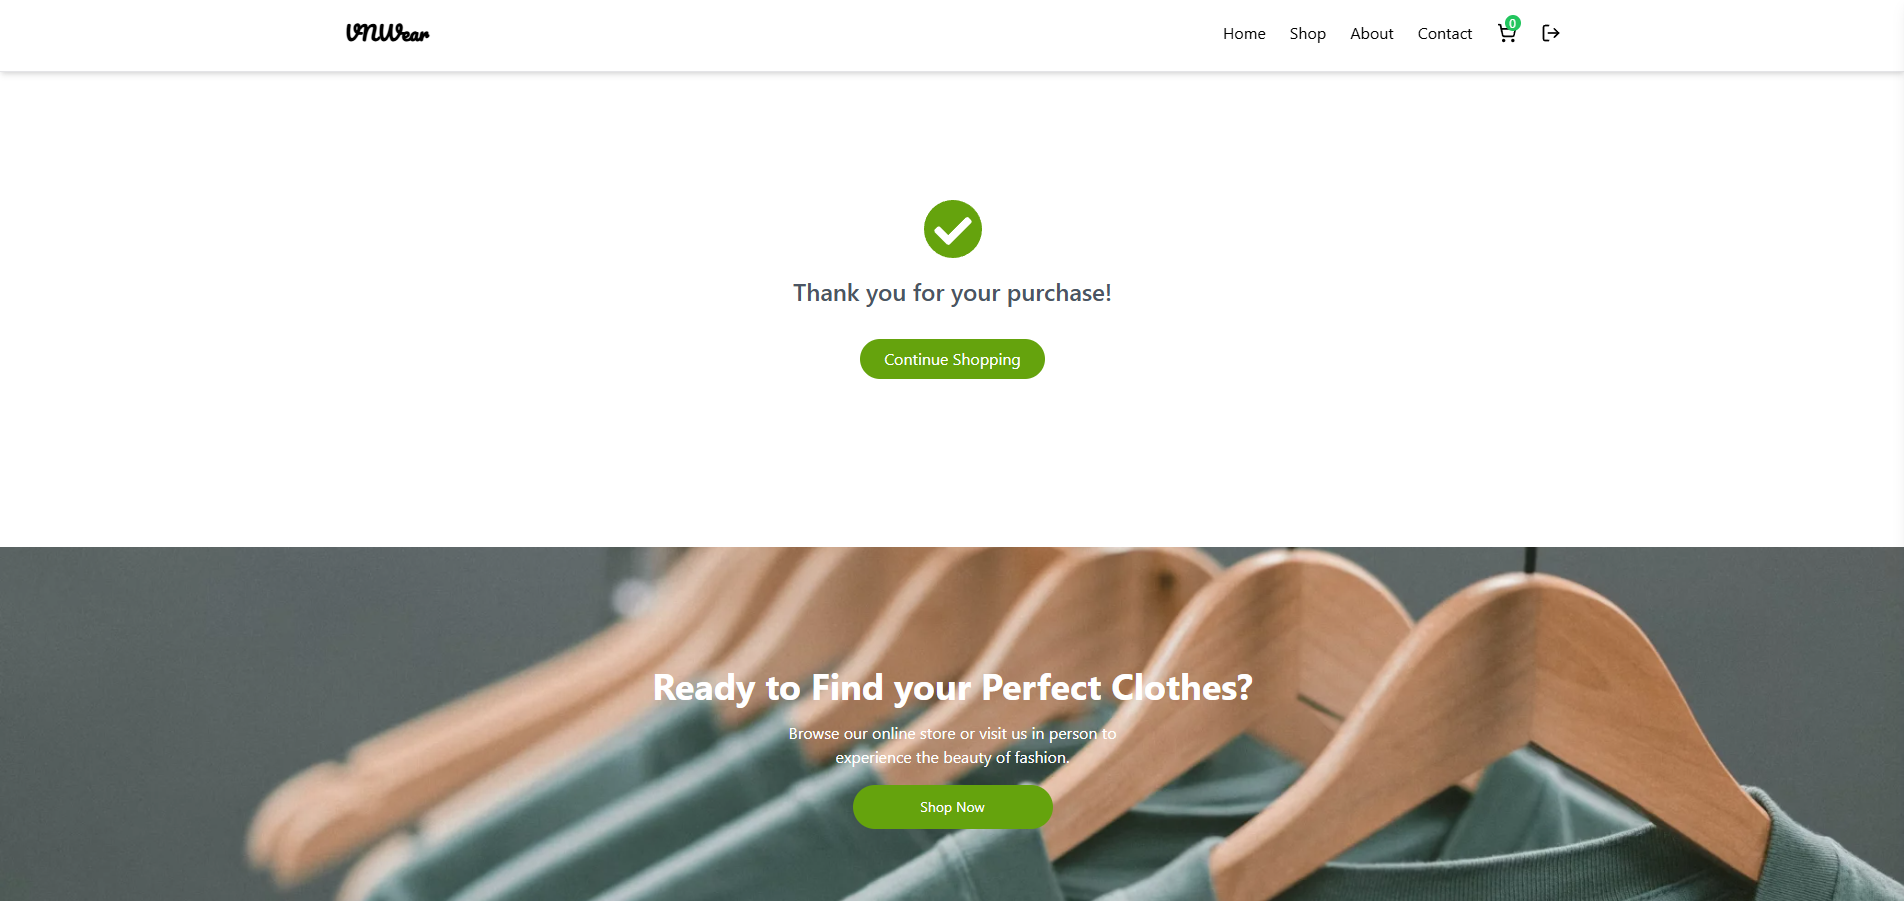 VNWear
Home
Shop
About
Contact
0
Thank you for your purchase!
Continue Shopping
Ready to Find your Perfect Clothes?
Browse our online store or visit us in person to
experience the beauty of fashion.
Shop Now